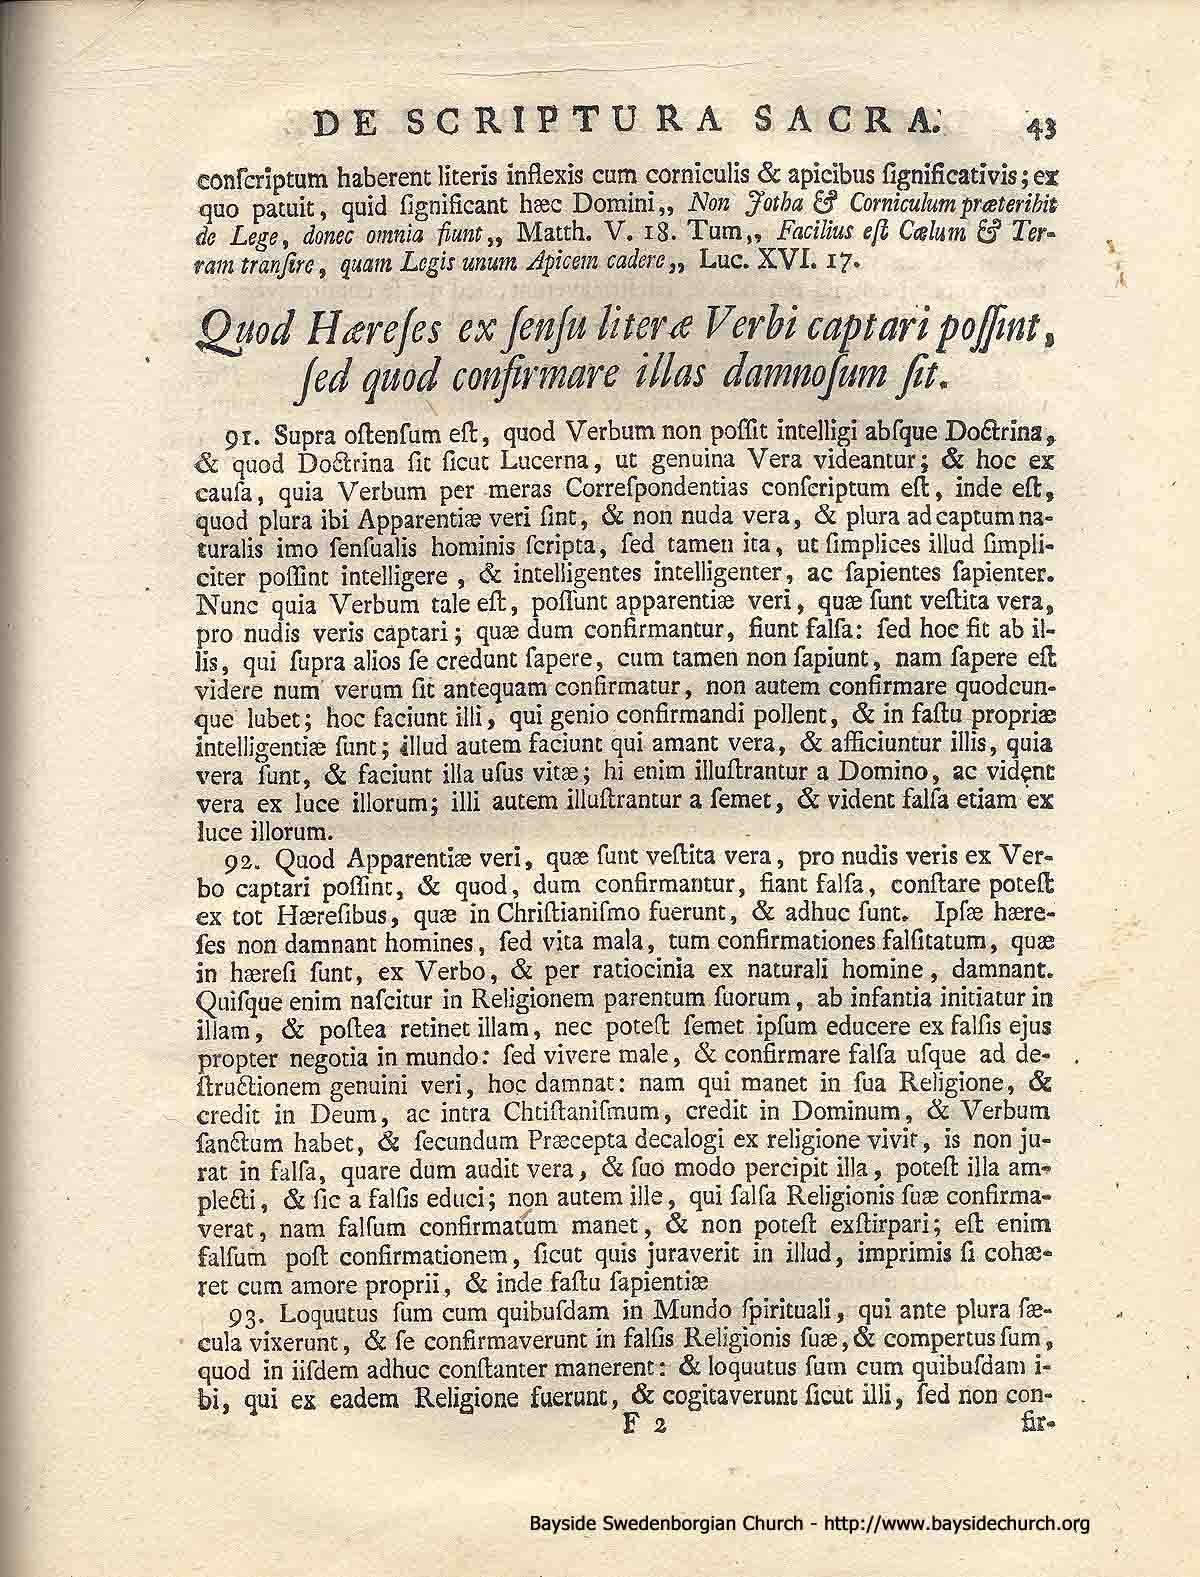 DE SCRIPTURA SACRA. 43
conſcriptum haberent literis inflexis cum corniculis & apicibus ſignificativis; ex
quo patuit, quid ſignificant hæc Domini,, Non Jotha & Corniculum præteribit
de Lege, donec omnia fiunt,, Matth. V. 18. Tum,, Facilius eſt Cœlum & Ter-
ram tranſire, quam Legis unum Apicem cadere,, Luc. XVI. 17.
Quod Hæreſes ex ſenſu literæ Verbi captari poſſint,
ſed quod confirmare illas damnoſum ſit.
91. Supra oſtenſum eſt, quod Verbum non poſſit intelligi abſque Doctrina,
& quod Doctrina ſit ſicut Lucerna, ut genuina Vera videantur; & hoc ex
cauſa, quia Verbum per meras Correſpondentias conſcriptum eſt, inde eſt,
quod plura ibi Apparentiæ veri ſint, & non nuda vera, & plura ad captum na-
turalis imo ſenſualis hominis ſcripta, ſed tamen ita, ut ſimplices illud ſimpli-
citer poſſint intelligere, & intelligentes intelligenter, ac ſapientes ſapienter.
Nunc quia Verbum tale eſt, poſſunt apparentiæ veri, quæ ſunt veſtita vera,
pro nudis veris captari; quæ dum confirmantur, fiunt falſa: ſed hoc fit ab il-
lis, qui ſupra alios ſe credunt ſapere, cum tamen non ſapiunt, nam ſapere eſt
videre num verum ſit antequam confirmatur, non autem confirmare quodcun-
que lubet; hoc faciunt illi, qui genio confirmandi pollent, & in faſtu propriæ
intelligentiæ ſunt; illud autem faciunt qui amant vera, & afficiuntur illis, quia
vera ſunt, & faciunt illa uſus vitæ; hi enim illuſtrantur a Domino, ac vident
vera ex luce illorum; illi autem illuſtrantur a ſemet, & vident falſa etiam ex
luce illorum.
92. Quod Apparentiæ veri, quæ ſunt veſtita vera, pro nudis veris ex Ver-
bo captari poſſint, & quod, dum confirmantur, fiant falſa, conſtare poteſt
ex tot Hæreſibus, quæ in Chriſtianiſmo fuerunt, & adhuc ſunt. Ipſæ hære-
ſes non damnant homines, ſed vita mala, tum confirmationes falſitatum, quæ
in hæreſi ſunt, ex Verbo, & per ratiocinia ex naturali homine, damnant.
Quiſque enim naſcitur in Religionem parentum ſuorum, ab infantia initiatur in
illam, & poſtea retinet illam, nec poteſt ſemet ipſum educere ex falſis ejus
propter negotia in mundo: ſed vivere male, & confirmare falſa uſque ad de-
ſtructionem genuini veri, hoc damnat: nam qui manet in ſua Religione, &
credit in Deum, ac intra Chtiſtaniſmum, credit in Dominum, & Verbum
ſanctum habet, & ſecundum Præcepta decalogi ex religione vivit, is non ju-
rat in falſa, quare dum audit vera, & ſuo modo percipit illa, poteſt illa am-
plecti, & ſic a falſis educi; non autem ille, qui falſa Religionis ſuæ confirma-
verat, nam falſum confirmatum manet, & non poteſt exſtirpari; eſt enim
falſum poſt confirmationem, ſicut quis juraverit in illud, imprimis ſi cohæ-
ret cum amore proprii, & inde faſtu ſapientiæ
93. Loquutus ſum cum quibuſdam in Mundo ſpirituali, qui ante plura ſæ-
cula vixerunt, & ſe confirmaverunt in falſis Religionis ſuæ, & compertus ſum,
quod in iiſdem adhuc conſtanter manerent: & loquutus ſum cum quibuſdam i-
bi, qui ex eadem Religione fuerunt, & cogitaverunt ſicut illi, ſed non con-
F 2 fir-
Bayside Swedenborgian Church - http://www.baysidechurch.org